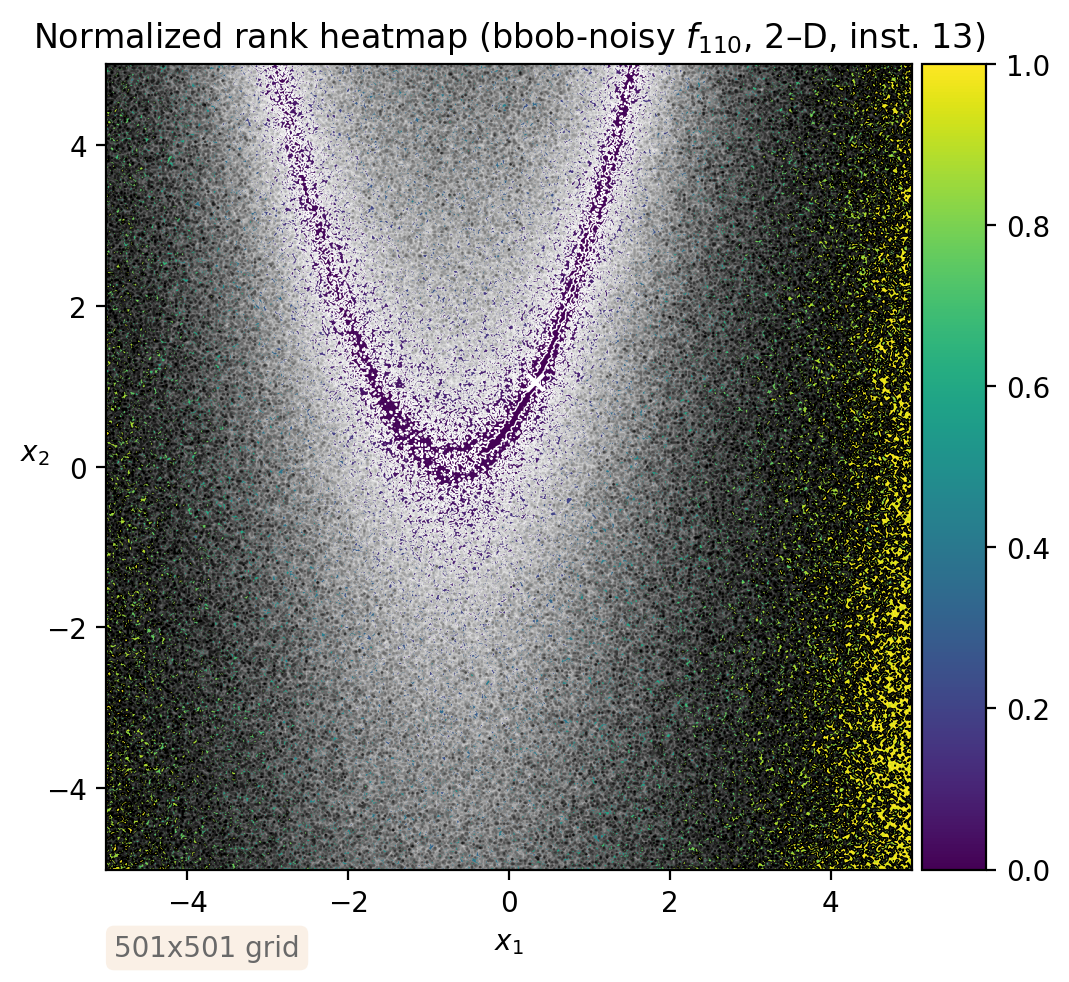 Normalized rank heatmap (bbob-noisy f₁₁₀, 2–D, inst. 13)
1.0
0.8
0.6
0.4
0.2
0.0
4
2
0
−2
−4
x₂
−4 −2 0 2 4
x₁
501x501 grid